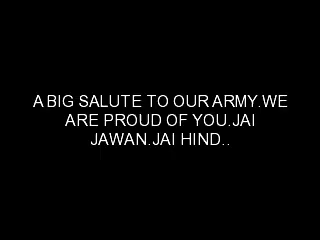 A BIG SALUTE TO OUR ARMY.WE
ARE PROUD OF YOU.JAI
JAWAN.JAI HIND..